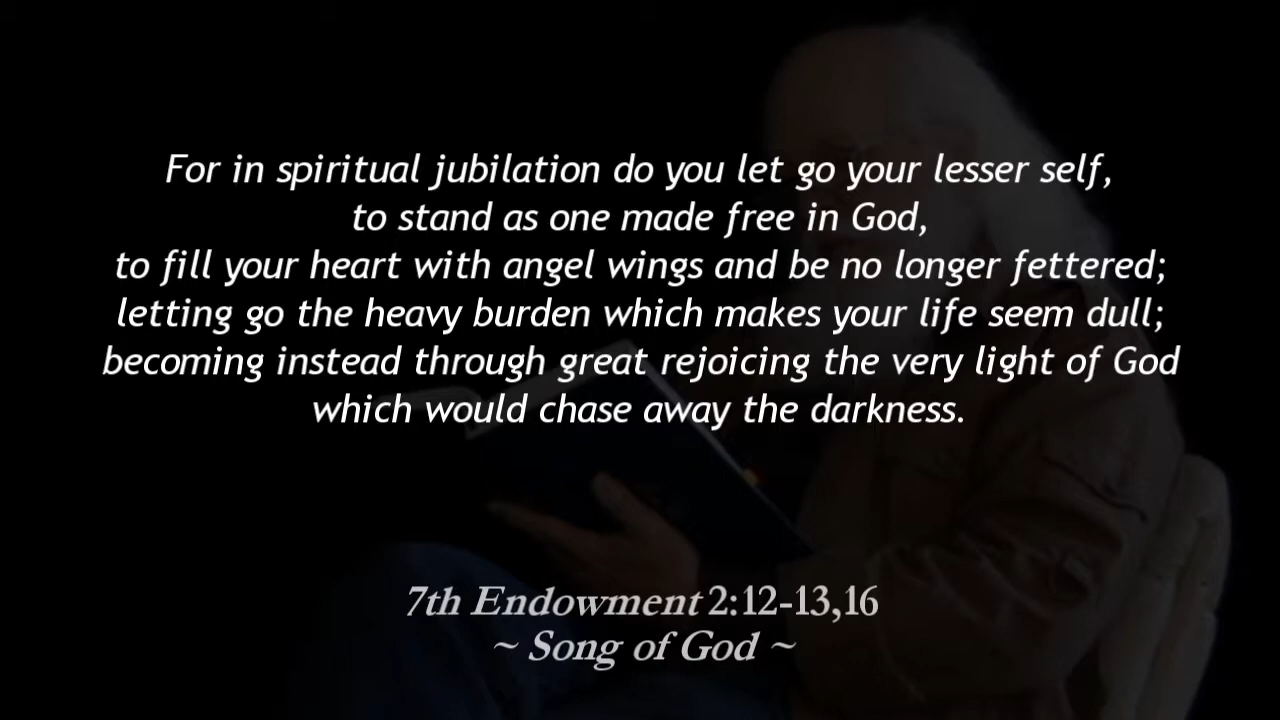 For in spiritual jubilation do you let go your lesser self,
to stand as one made free in God,
to fill your heart with angel wings and be no longer fettered;
letting go the heavy burden which makes your life seem dull;
becoming instead through great rejoicing the very light of God
which would chase away the darkness.
7th Endowment 2:12-13,16
~ Song of God ~